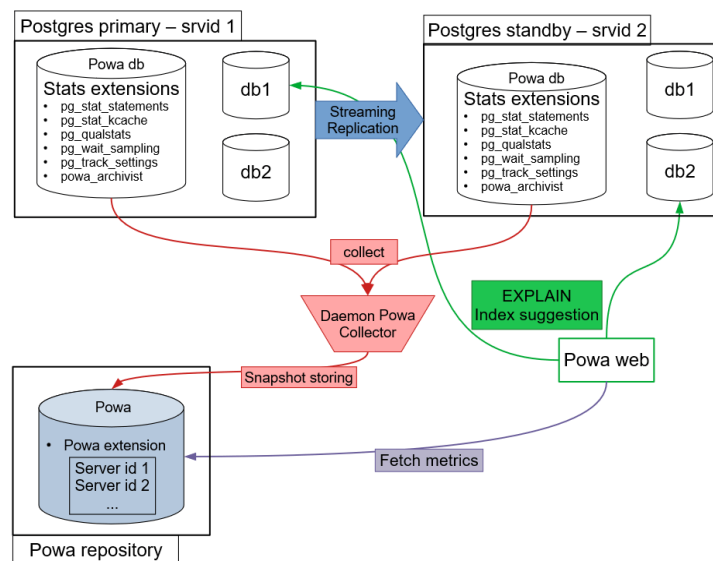 Postgres primary – srvid 1
Powa db
Stats extensions
• pg_stat_statements
• pg_stat_kcache
• pg_qualstats
• pg_wait_sampling
• pg_track_settings
• powa_archivist
db1
db2
Streaming
Replication
Postgres standby – srvid 2
Powa db
Stats extensions
• pg_stat_statements
• pg_stat_kcache
• pg_qualstats
• pg_wait_sampling
• pg_track_settings
• powa_archivist
db1
db2
collect
Daemon Powa
Collector
EXPLAIN
Index suggestion
Powa web
Snapshot storing
Powa
• Powa extension
Server id 1
Server id 2
...
Fetch metrics
Powa repository